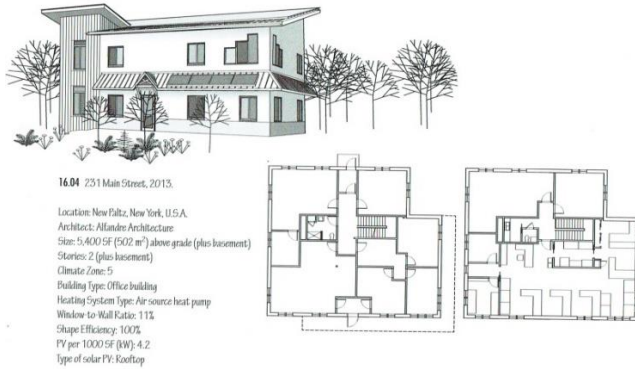 16.04 231 Main Street, 2013.
Location: New Paltz, New York, U.S.A.
Architect: Alfandre Architecture
Size: 5,400 SF (502 m²) above grade (plus basement)
Stories: 2 (plus basement)
Climate Zone: 5
Building Type: Office building
Heating System Type: Air source heat pump
Window-to-Wall Ratio: 11%
Shape Efficiency: 100%
PV per 1000 SF (kW): 4.2
Type of solar PV: Rooftop